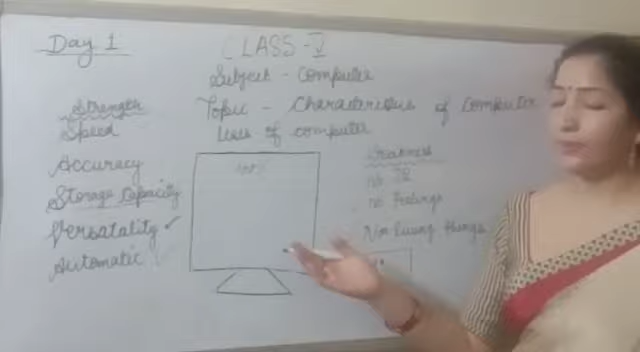 Day 1
CLASS-V
Subject - Computer
Topic - Characteristics of Computer
Uses of computer
Strength
Speed
Accuracy
Storage Capacity
Versatality ✓
Automatic
Weakness
no IQ
no feelings
Non living things